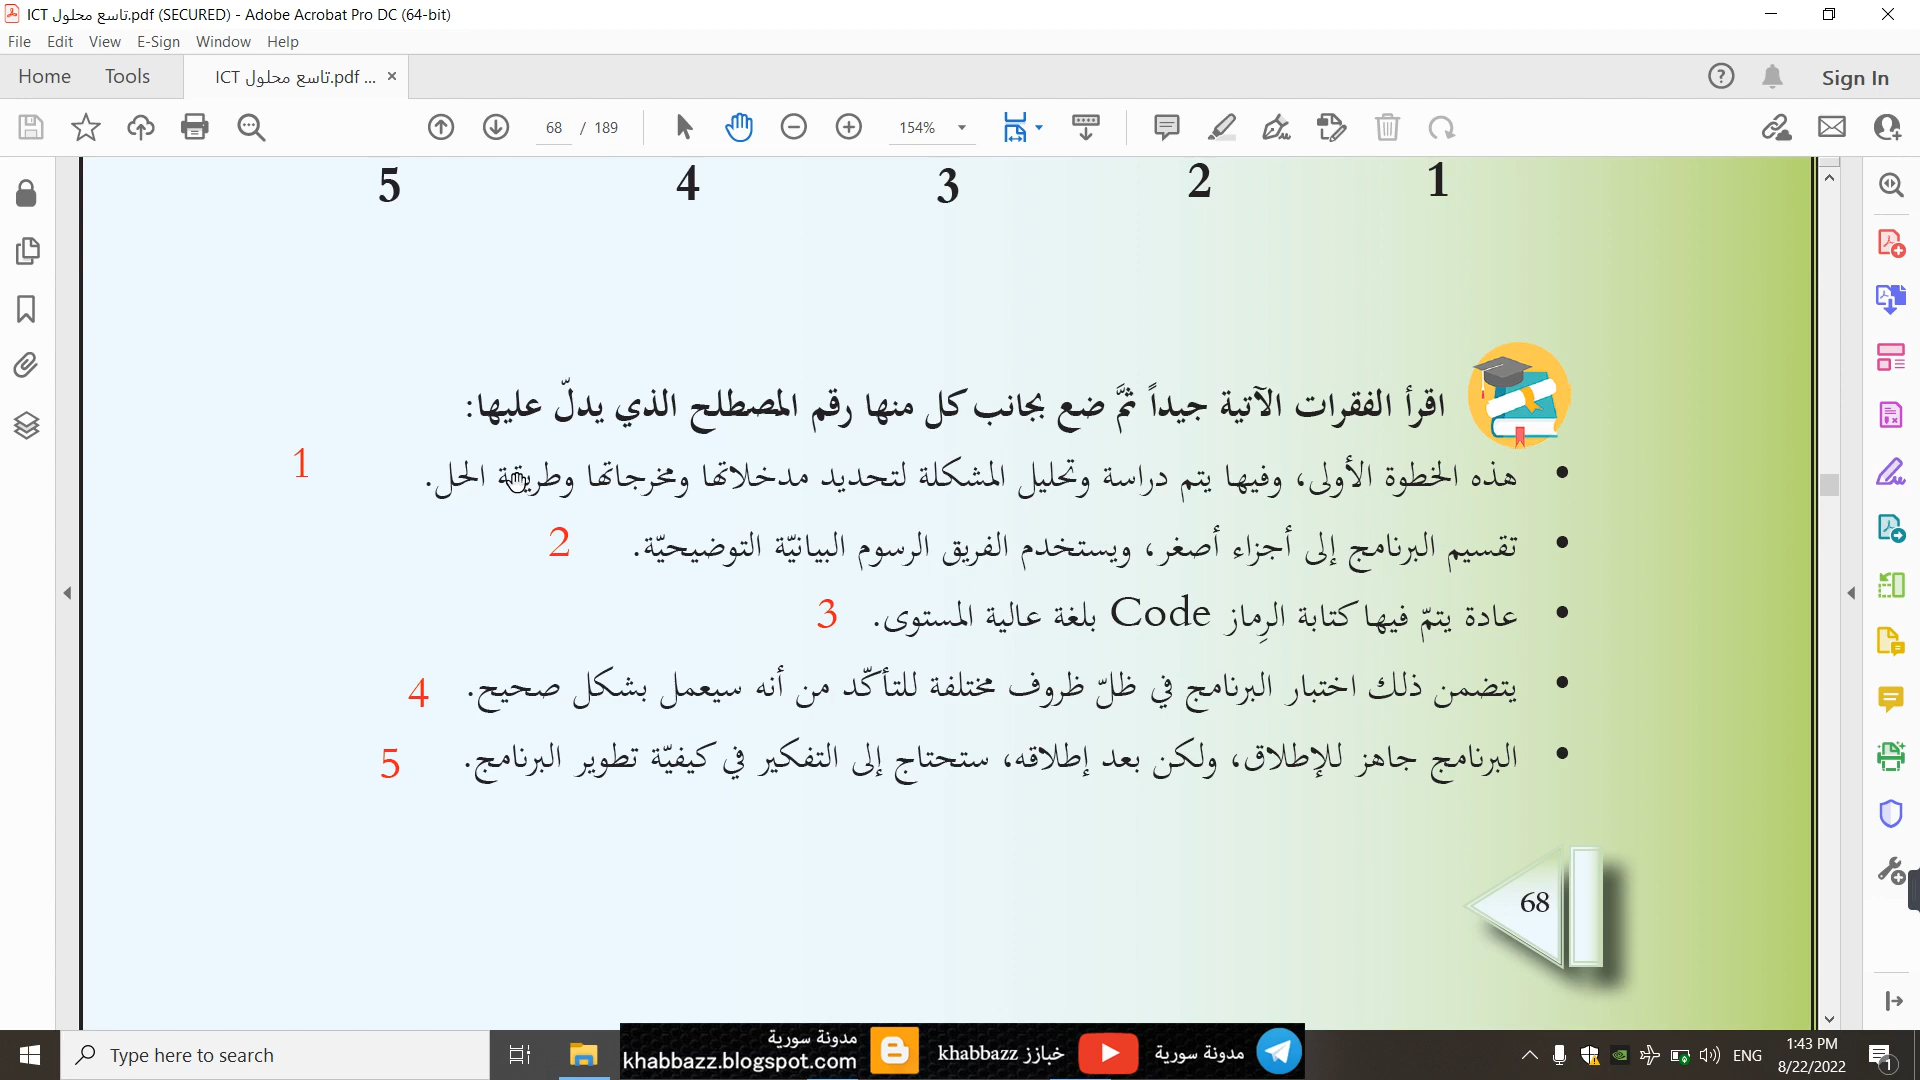 ICT تاسع محلول.pdf (SECURED) - Adobe Acrobat Pro DC (64-bit)
File Edit View E-Sign Window Help
Home Tools ICT تاسع محلول.pdf ... × ? Sign In
68 / 189 154%
1 2 3 4 5
اقرأ الفقرات الآتية جيداً ثمَّ ضع بجانب كل منها رقم المصطلح الذي يدلّ عليها:
• هذه الخطوة الأولى، وفيها يتم دراسة وتحليل المشكلة لتحديد مدخلاتها ومخرجاتها وطريقة الحل. 1
• تقسيم البرنامج إلى أجزاء أصغر، ويستخدم الفريق الرسوم البيانيّة التوضيحيّة. 2
• عادة يتمّ فيها كتابة الرِماز Code بلغة عالية المستوى. 3
• يتضمن ذلك اختبار البرنامج في ظلّ ظروف مختلفة للتأكّد من أنه سيعمل بشكل صحيح. 4
• البرنامج جاهز للإطلاق، ولكن بعد إطلاقه، ستحتاج إلى التفكير في كيفيّة تطوير البرنامج. 5
68
Type here to search
مدونة سورية
khabbazz.blogspot.com
خبازز khabbazz
مدونة سورية
ENG
1:43 PM
8/22/2022
1